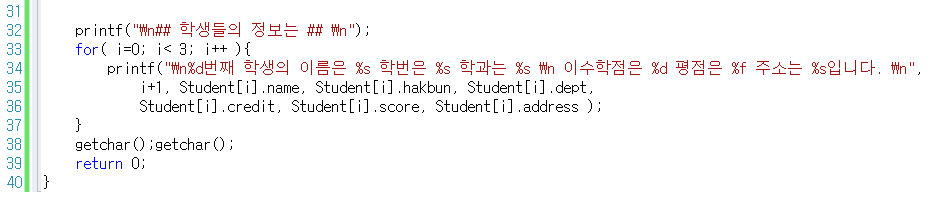 31
32 printf("₩n## 학생들의 정보는 ## ₩n");
33 for( i=0; i< 3; i++ ){
34 printf("₩n%d번째 학생의 이름은 %s 학번은 %s 학과는 %s ₩n 이수학점은 %d 평점은 %f 주소는 %s입니다. ₩n",
35 i+1, Student[i].name, Student[i].hakbun, Student[i].dept,
36 Student[i].credit, Student[i].score, Student[i].address );
37 }
38 getchar();getchar();
39 return 0;
40 }